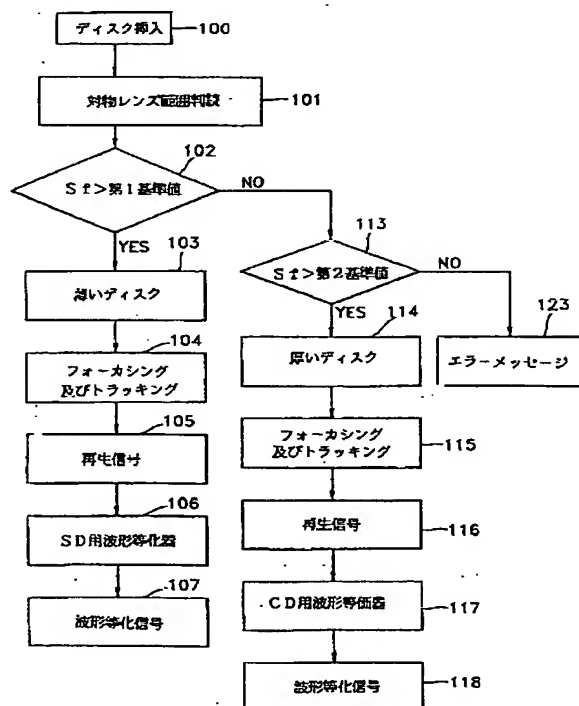 ディスク挿入
100
対物レンズ範囲判読
101
102
Sf>第1基準値
NO
YES
103
薄いディスク
104
フォーカシング
及びトラッキング
105
再生信号
106
SD用波形等化器
107
波形等化信号
113
Sf>第2基準値
NO
YES
114
厚いディスク
フォーカシング
及びトラッキング
115
再生信号
116
CD用波形等価器
117
波形等化信号
118
123
エラーメッセージ